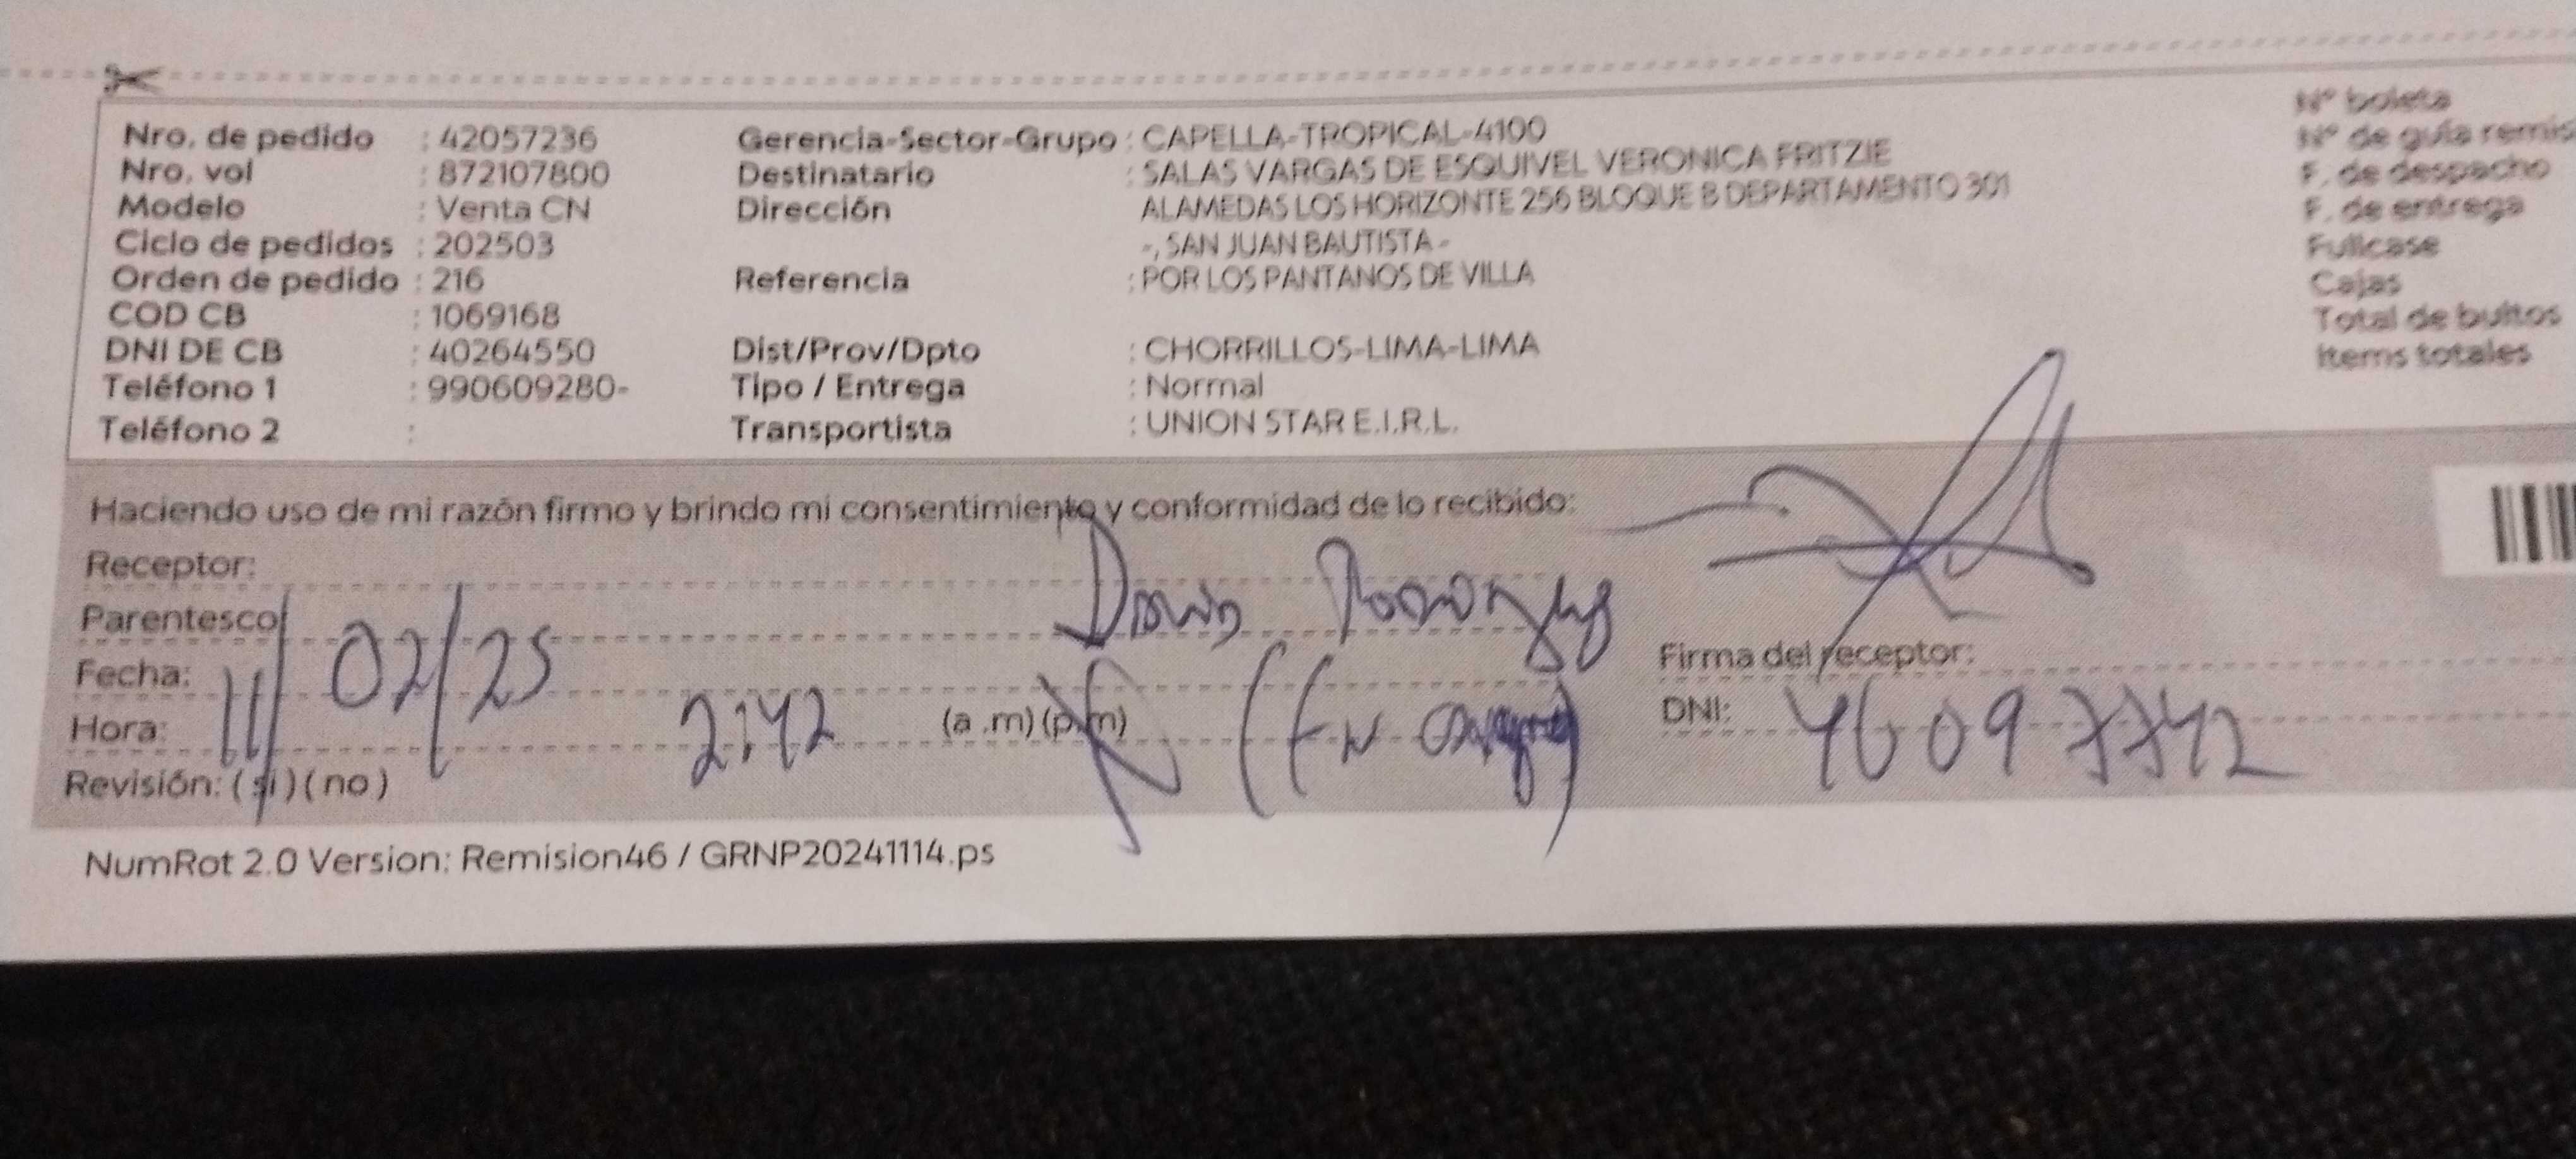 Nro. de pedido : 42057236 Gerencia-Sector-Grupo : CAPELLA-TROPICAL-4100 Nº boleta
Nro. vol : 872107800 Destinatario : SALAS VARGAS DE ESQUIVEL VERONICA FRITZIE Nº de guía remis
Modelo : Venta CN Dirección ALAMEDAS LOS HORIZONTE 256 BLOQUE B DEPARTAMENTO 301 F. de despacho
F. de entrega
Ciclo de pedidos : 202503 -, SAN JUAN BAUTISTA - Fullcase
Orden de pedido : 216 Referencia : POR LOS PANTANOS DE VILLA Cajas
COD CB : 1069168 Total de bultos
DNI DE CB : 40264550 Dist/Prov/Dpto : CHORRILLOS-LIMA-LIMA Items totales
Teléfono 1 : 990609280- Tipo / Entrega : Normal
Teléfono 2 : Transportista : UNION STAR E.I.R.L.
Haciendo uso de mi razón firmo y brindo mi consentimiento y conformidad de lo recibido:
Receptor:
Parentesco
Fecha: 11/02/25 Firma del receptor:
Hora: 2:42 (a .m) (p.m) DNI: 46097742
Revisión: ( si ) ( no )
NumRot 2.0 Version: Remision46 / GRNP20241114.ps